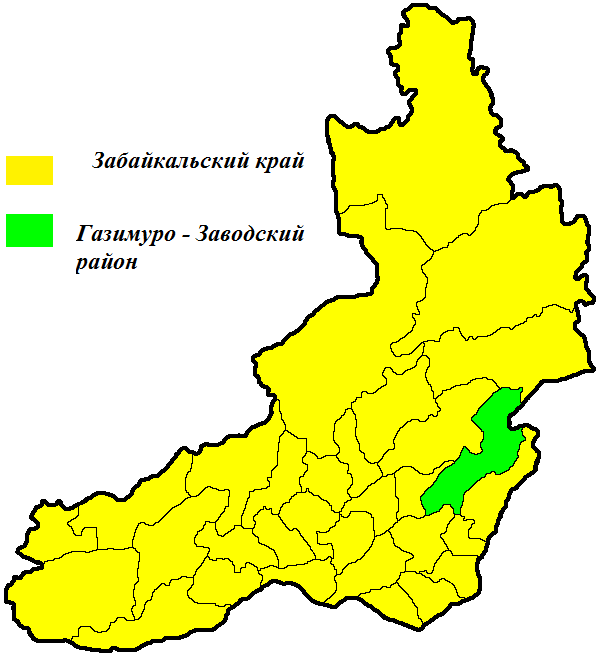 Забайкальский край
Газимуро - Заводский
район